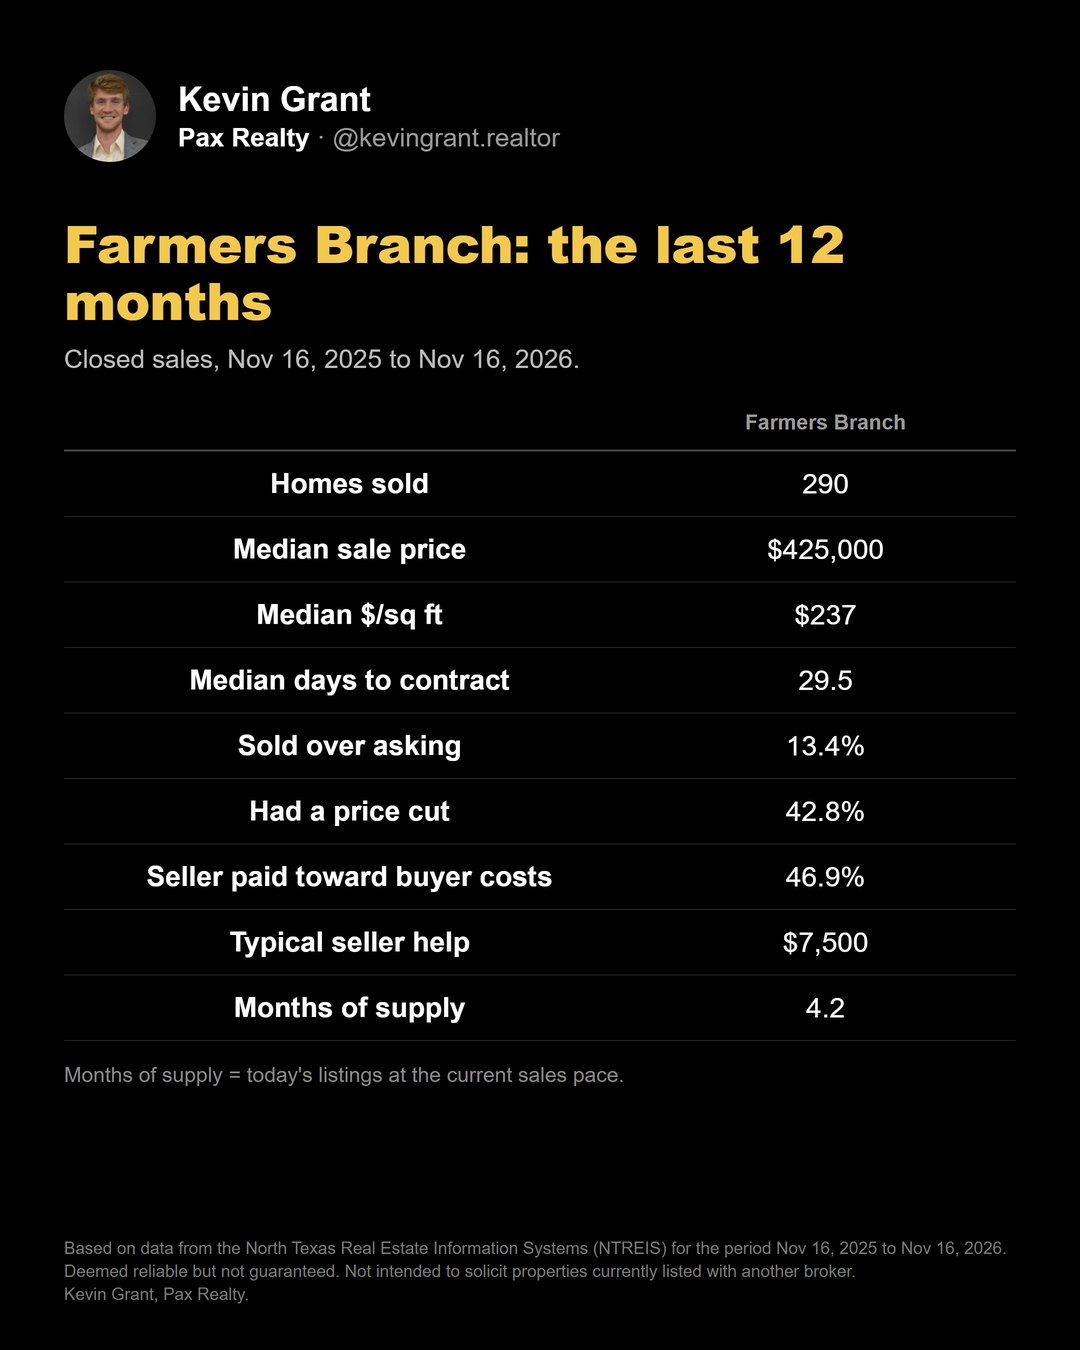 Kevin Grant
Pax Realty · @kevingrant.realtor
Farmers Branch: the last 12
months
Closed sales, Nov 16, 2025 to Nov 16, 2026.
Farmers Branch
Homes sold 290
Median sale price $425,000
Median $/sq ft $237
Median days to contract 29.5
Sold over asking 13.4%
Had a price cut 42.8%
Seller paid toward buyer costs 46.9%
Typical seller help $7,500
Months of supply 4.2
Months of supply = today's listings at the current sales pace.
Based on data from the North Texas Real Estate Information Systems (NTREIS) for the period Nov 16, 2025 to Nov 16, 2026.
Deemed reliable but not guaranteed. Not intended to solicit properties currently listed with another broker.
Kevin Grant, Pax Realty.